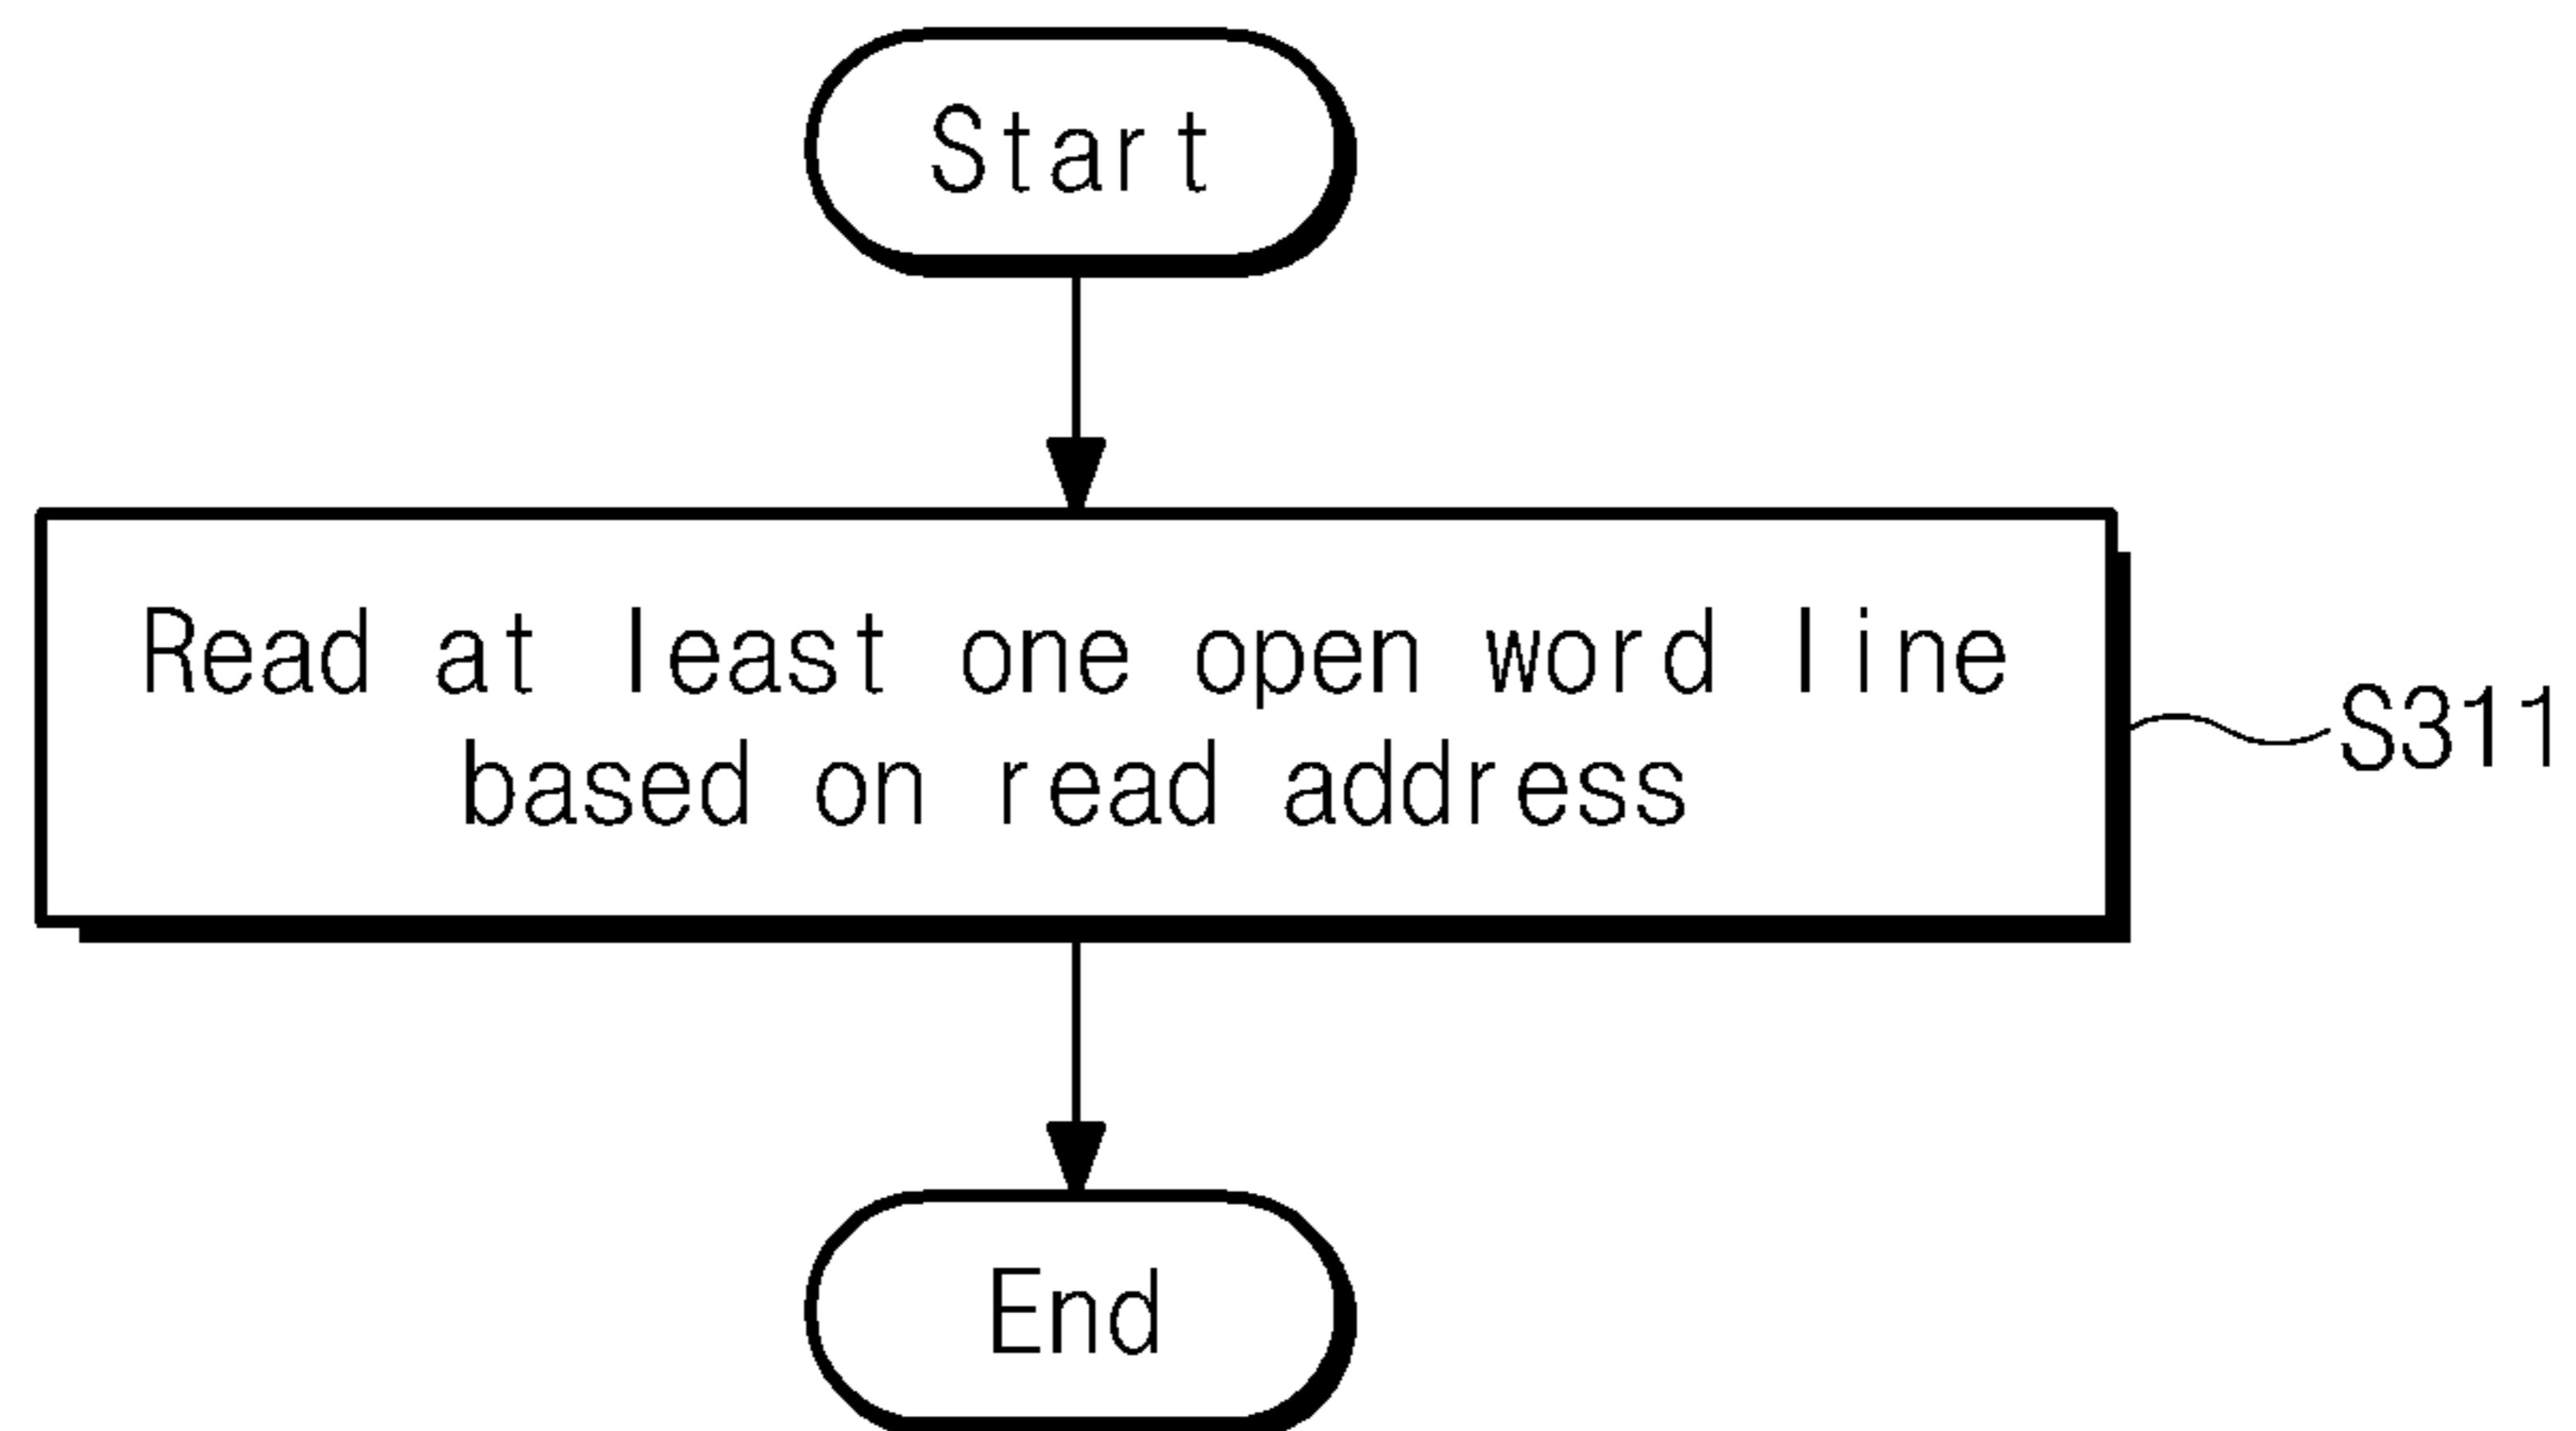 Start
Read at least one open word line
based on read address
S311
End